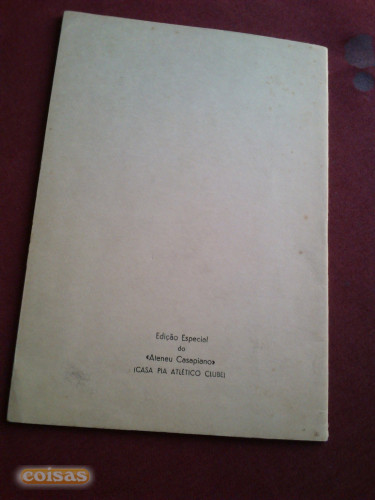 Edição Especial
do
«Ateneu Casapiano»
(CASA PIA ATLÉTICO CLUBE)
coisas